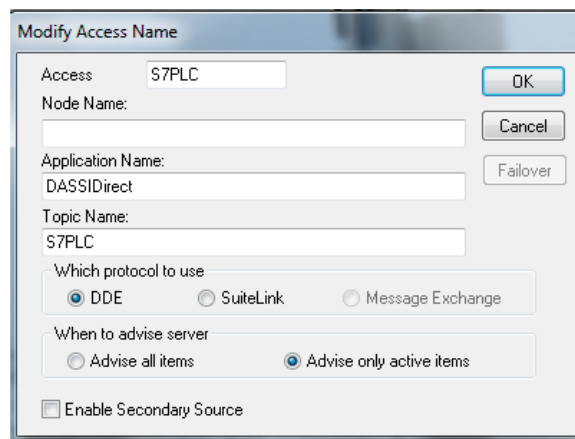 Modify Access Name
Access S7PLC
OK
Node Name:
Cancel
Application Name:
Failover
DASSIDirect
Topic Name:
S7PLC
Which protocol to use
DDE SuiteLink Message Exchange
When to advise server
Advise all items Advise only active items
Enable Secondary Source